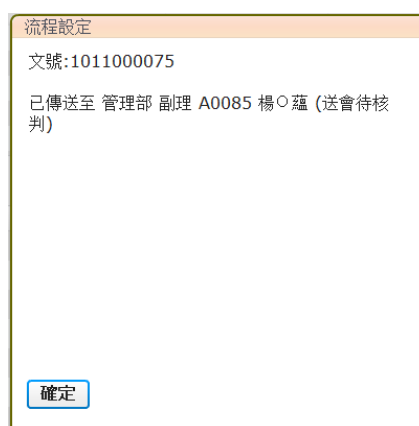 流程設定
文號:1011000075
已傳送至 管理部 副理 A0085 楊○蘊 (送會待核
判)
確定